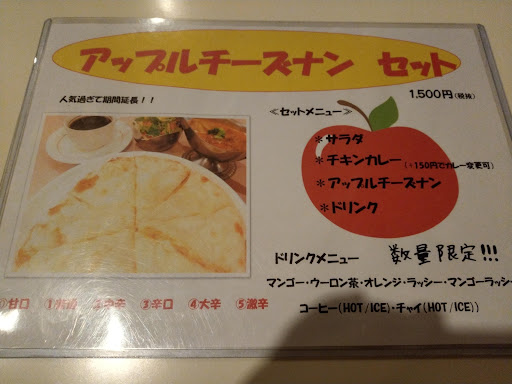 アップルチーズナン セット
1,500円(税抜)
人気過ぎて期間延長!!
≪セットメニュー≫
*サラダ
*チキンカレー(+150円でカレー変更可)
*アップルチーズナン
*ドリンク
ドリンクメニュー 数量限定!!!
マンゴー・ウーロン茶・オレンジ・ラッシー・マンゴーラッシー
コーヒー(HOT/ICE)・チャイ(HOT/ICE))
甘口 1普通 2中辛 3辛口 ④大辛 ⑤激辛